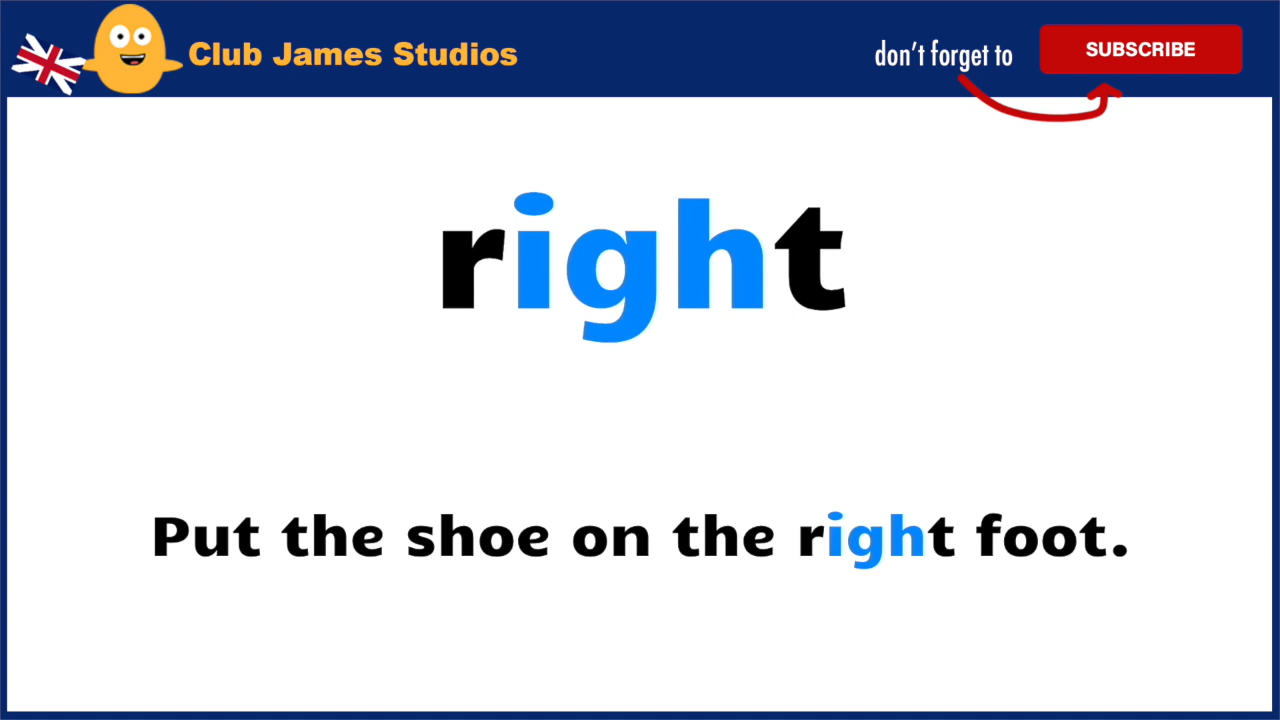 Club James Studios
don't forget to
SUBSCRIBE
right
Put the shoe on the right foot.